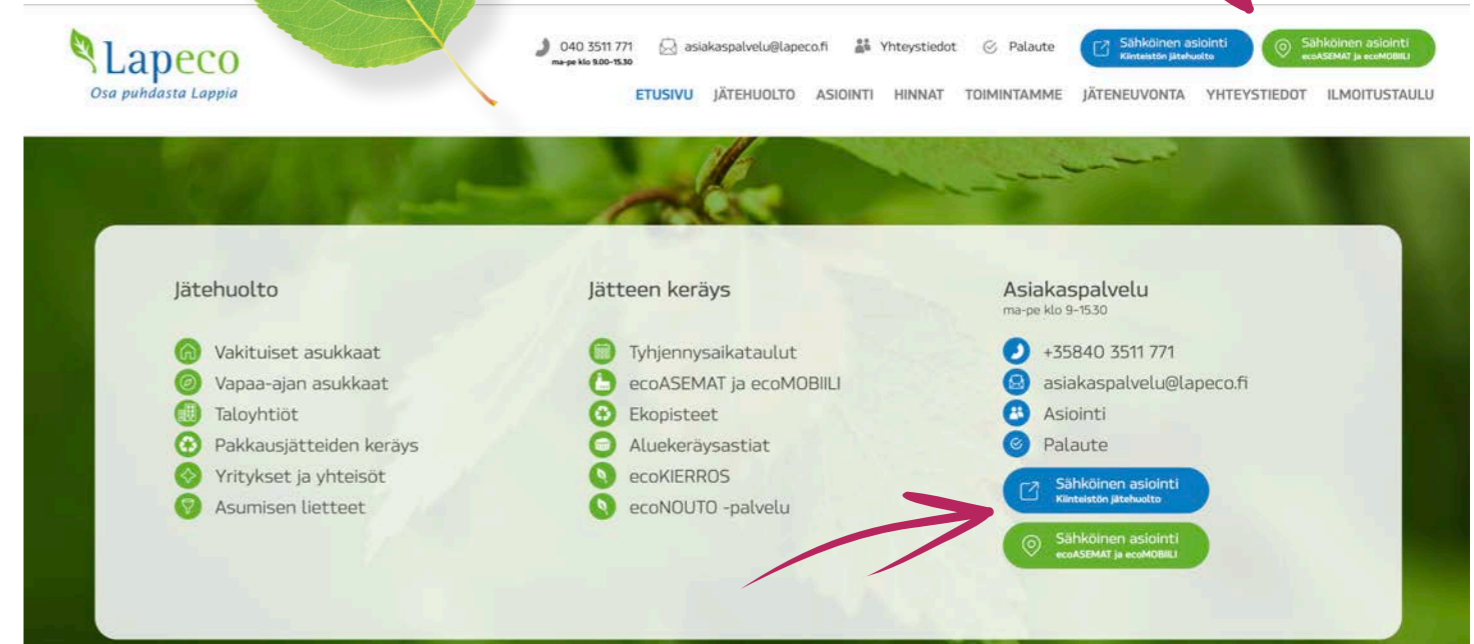 Lapeco
Osa puhdasta Lappia
040 3511 771
ma-pe klo 9.00-15.30
asiakaspalvelu@lapeco.fi
Yhteystiedot
Palaute
Sähköinen asiointi
Kiinteistön jätehuolto
Sähköinen asiointi
ecoASEMAT ja ecoMOBIILI
ETUSIVU JÄTEHUOLTO ASIOINTI HINNAT TOIMINTAMME JÄTENEUVONTA YHTEYSTIEDOT ILMOITUSTAULU
Jätehuolto
Vakituiset asukkaat
Vapaa-ajan asukkaat
Taloyhtiöt
Pakkausjätteiden keräys
Yritykset ja yhteisöt
Asumisen lietteet
Jätteen keräys
Tyhjennysaikataulut
ecoASEMAT ja ecoMOBIILI
Ekopisteet
Aluekeräysastiat
ecoKIERROS
ecoNOUTO -palvelu
Asiakaspalvelu
ma-pe klo 9-15.30
+35840 3511 771
asiakaspalvelu@lapeco.fi
Asiointi
Palaute
Sähköinen asiointi
Kiinteistön jätehuolto
Sähköinen asiointi
ecoASEMAT ja ecoMOBIILI